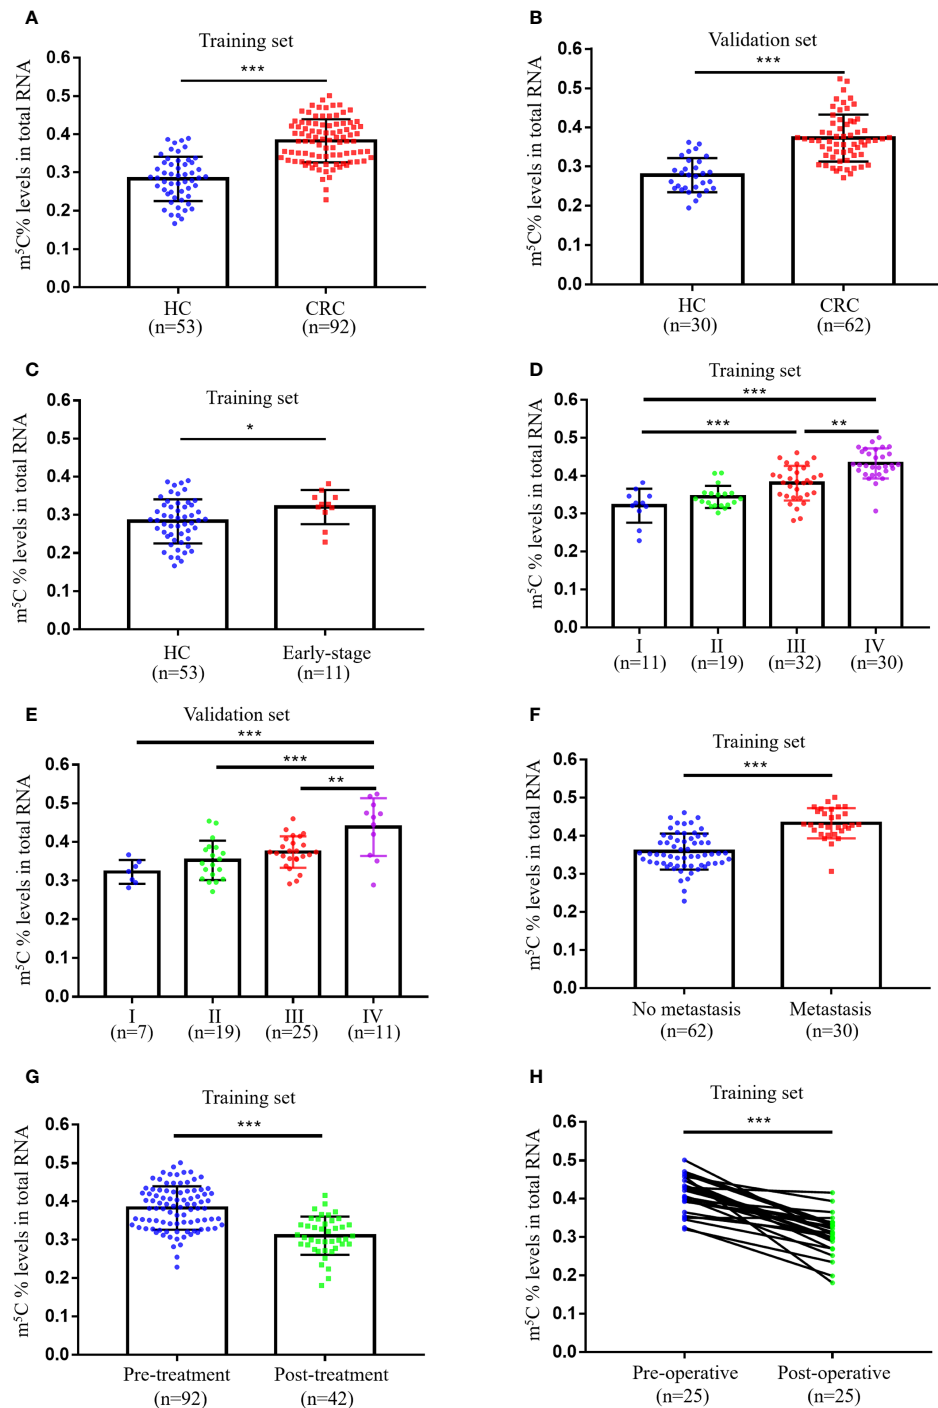 A
Training set
***
m⁵C% levels in total RNA
0.6
0.5
0.4
0.3
0.2
0.1
0.0
HC
(n=53)
CRC
(n=92)
B
Validation set
***
m⁵C% levels in total RNA
0.6
0.5
0.4
0.3
0.2
0.1
0.0
HC
(n=30)
CRC
(n=62)
C
Training set
*
m⁵C % levels in total RNA
0.6
0.5
0.4
0.3
0.2
0.1
0.0
HC
(n=53)
Early-stage
(n=11)
D
Training set
***
***
**
m⁵C % levels in total RNA
0.6
0.5
0.4
0.3
0.2
0.1
0.0
I
(n=11)
II
(n=19)
III
(n=32)
IV
(n=30)
E
Validation set
***
***
**
m⁵C % levels in total RNA
0.6
0.5
0.4
0.3
0.2
0.1
0.0
I
(n=7)
II
(n=19)
III
(n=25)
IV
(n=11)
F
Training set
***
m⁵C % levels in total RNA
0.6
0.5
0.4
0.3
0.2
0.1
0.0
No metastasis
(n=62)
Metastasis
(n=30)
G
Training set
***
m⁵C % levels in total RNA
0.6
0.5
0.4
0.3
0.2
0.1
0.0
Pre-treatment
(n=92)
Post-treatment
(n=42)
H
Training set
***
m⁵C % levels in total RNA
0.6
0.5
0.4
0.3
0.2
0.1
0.0
Pre-operative
(n=25)
Post-operative
(n=25)